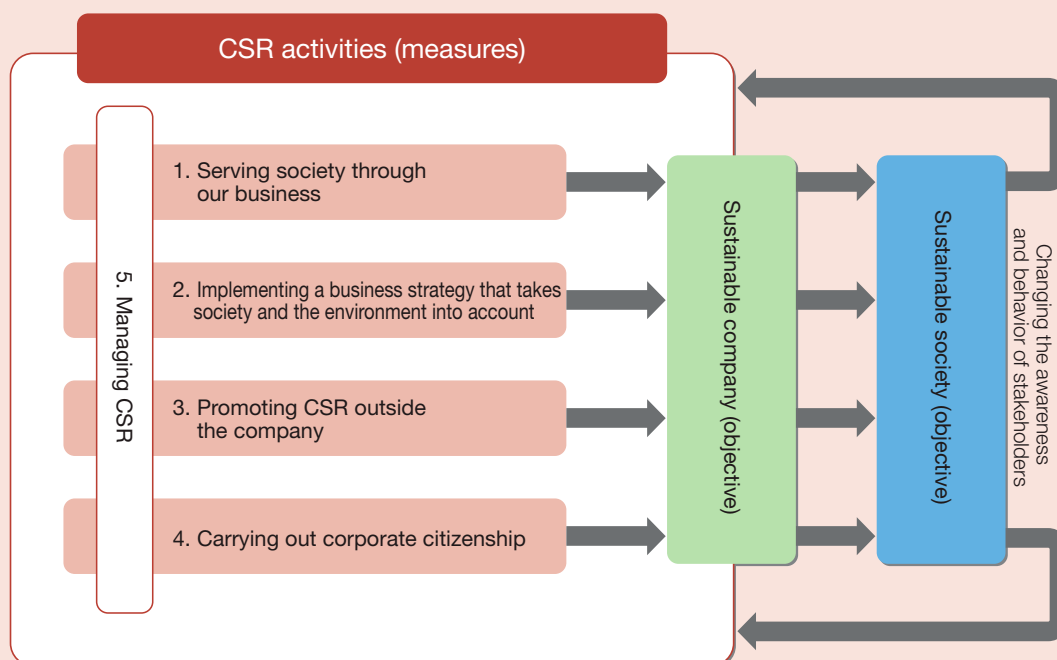 CSR activities (measures)
1. Serving society through
our business
2. Implementing a business strategy that takes
society and the environment into account
3. Promoting CSR outside
the company
4. Carrying out corporate citizenship
5. Managing CSR
Sustainable company (objective)
Sustainable society (objective)
Changing the awareness
and behavior of stakeholders